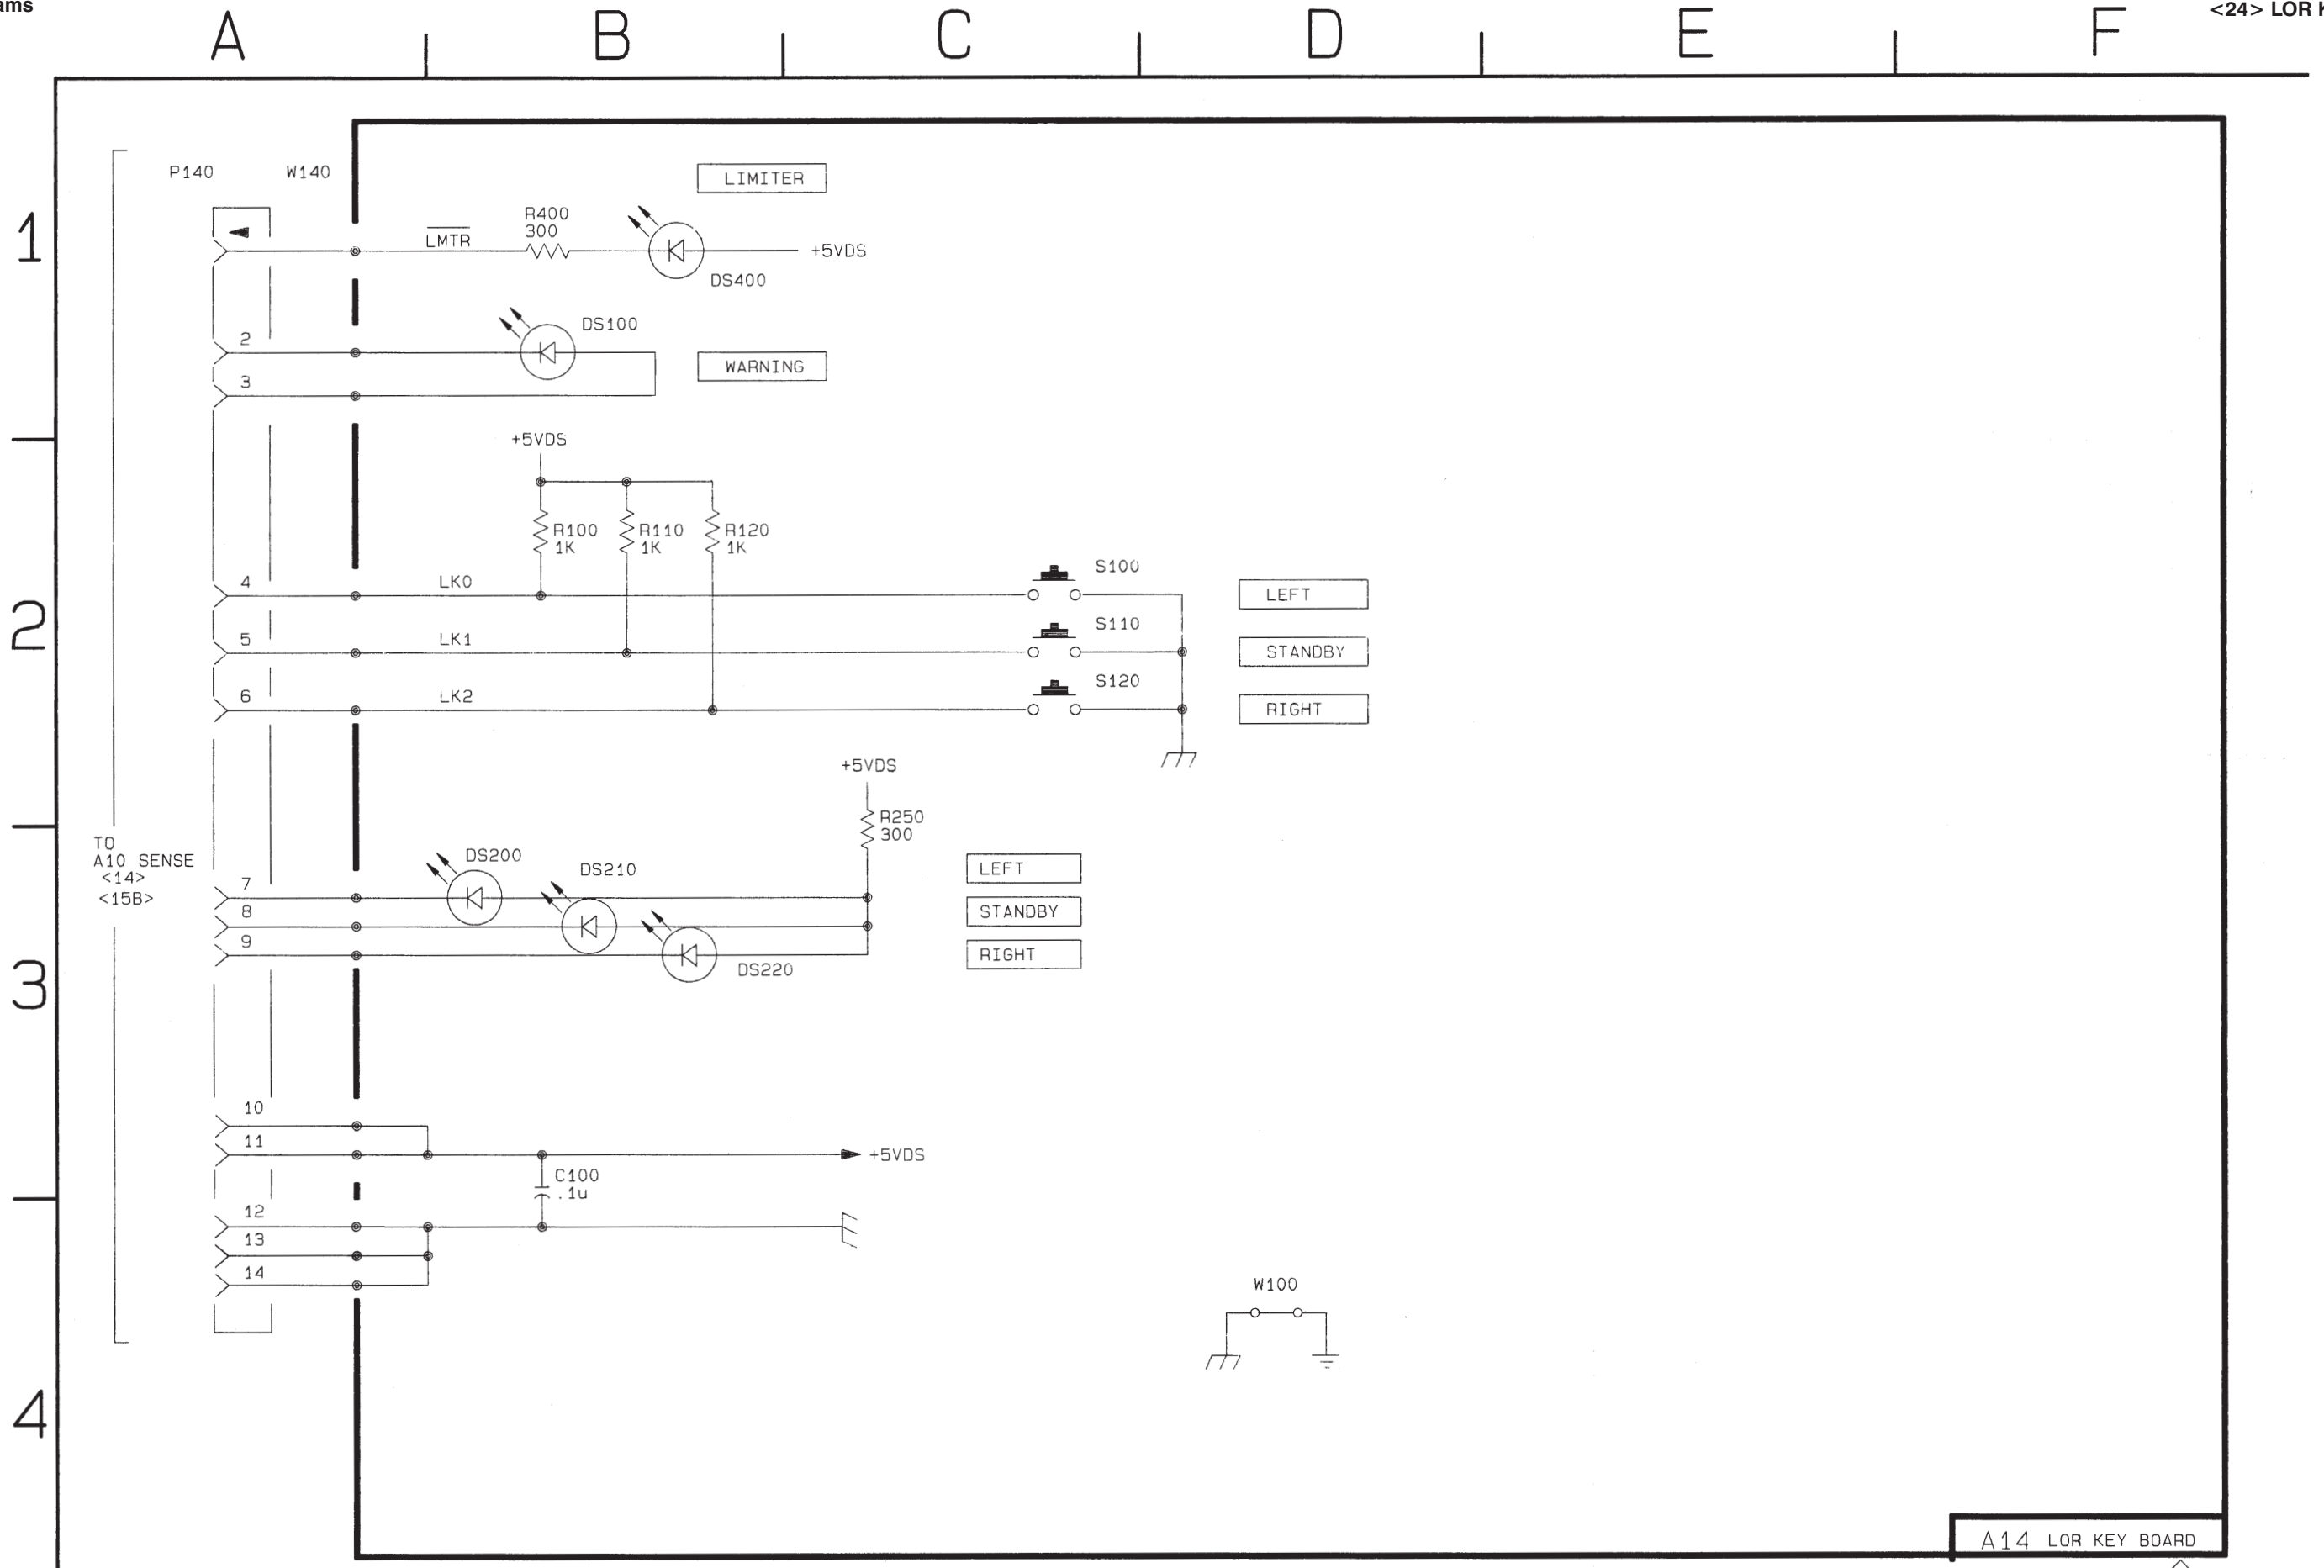 ams
<24> LOR
A B C D E F
1
P140 W140
LIMITER
R400
300
LMTR
+5VDS
DS400
DS100
2
WARNING
3
+5VDS
R100
1K
R110
1K
R120
1K
2
4 LK0 S100 LEFT
5 LK1 S110 STANDBY
6 LK2 S120 RIGHT
+5VDS
R250
300
TO
A10 SENSE
<14>
<15B>
DS200
DS210
7 LEFT
8 STANDBY
9 RIGHT
DS220
3
10
11
+5VDS
C100
.1u
12
13
14
W100
4
A14 LOR KEY BOARD